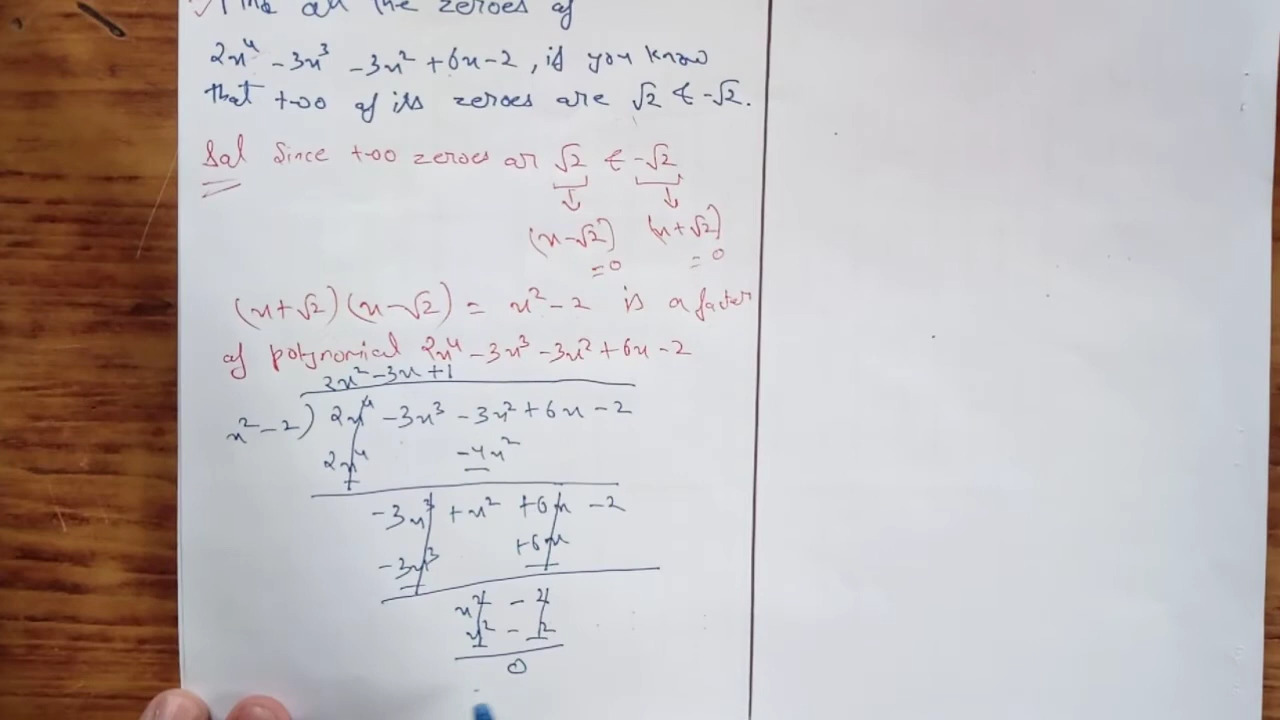 Find all the zeroes of
2x⁴ - 3x³ - 3x² + 6x - 2, if you know
that two of its zeroes are √2 & -√2.
Sol Since two zeroes ar √2 & -√2
(x-√2) (x+√2)
=0 =0
(x+√2)(x-√2) = x² - 2 is a factor
of polynomial 2x⁴ - 3x³ - 3x² + 6x - 2
2x² - 3x + 1
x² - 2) 2x⁴ - 3x³ - 3x² + 6x - 2
2x⁴ - 4x²
-3x³ + x² + 6x - 2
-3x³ + 6x
x² - 2
x² - 2
0